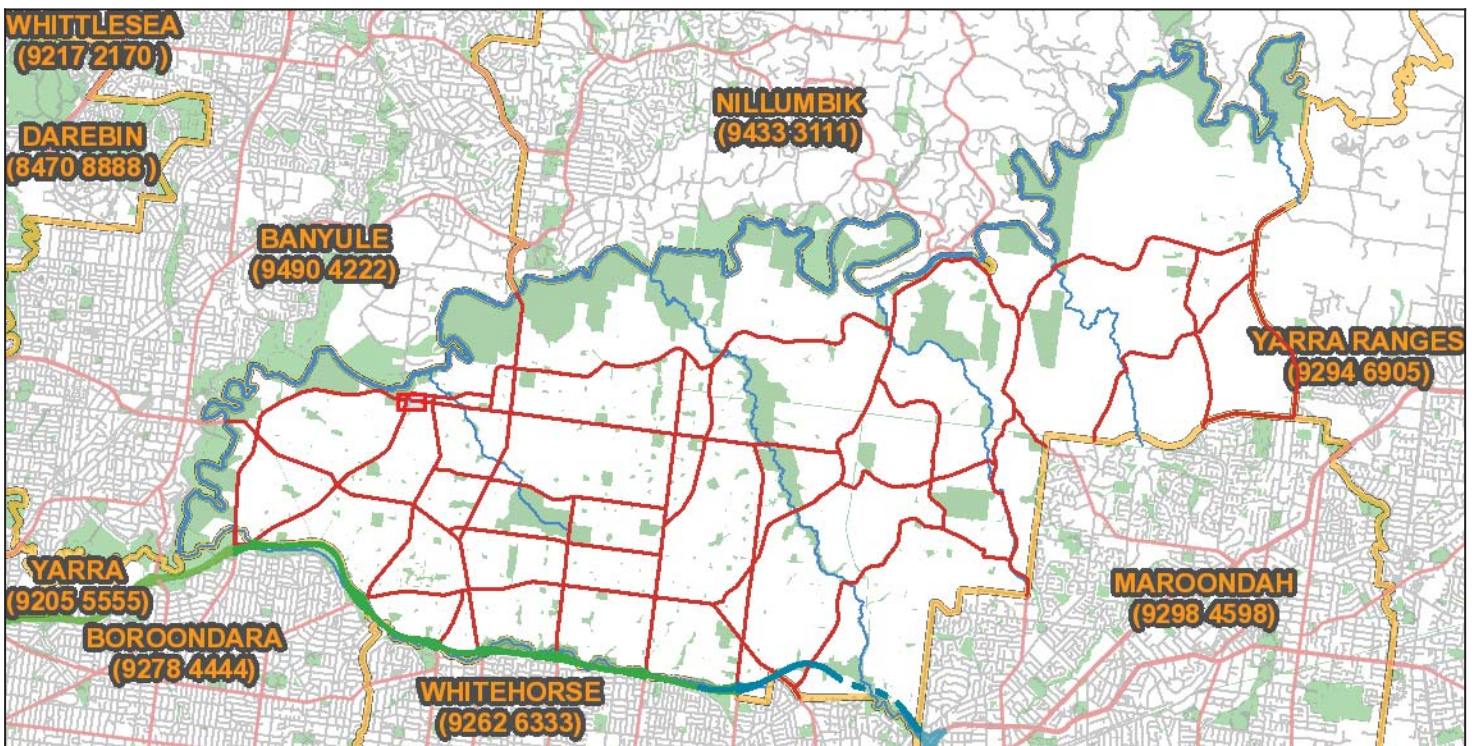 WHITTLESEA
(9217 2170 )
NILLUMBIK
(9433 3111)
DAREBIN
(8470 8888 )
BANYULE
(9490 4222)
YARRA RANGES
(9294 6905)
YARRA
(9205 5555)
MAROONDAH
(9298 4598)
BOROONDARA
(9278 4444)
WHITEHORSE
(9262 6333)